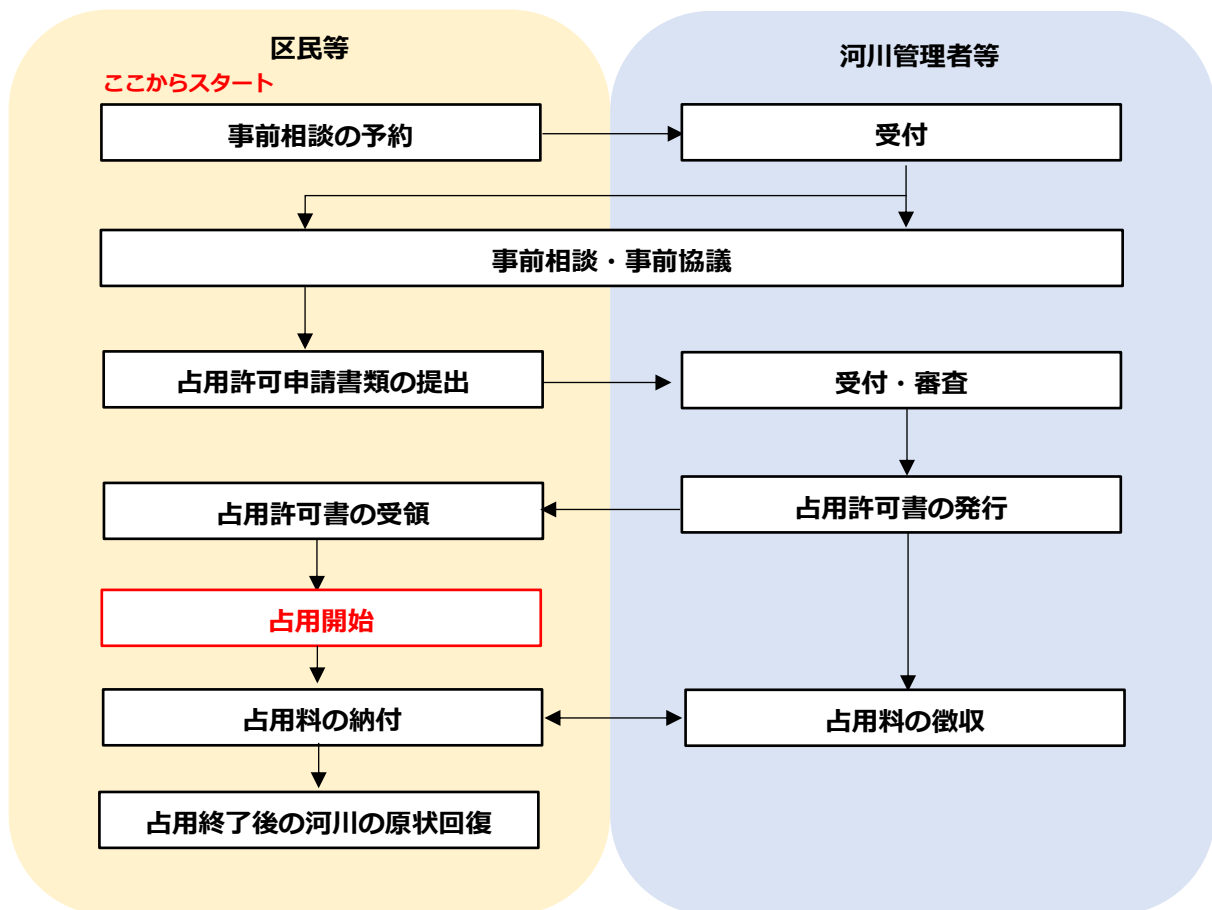 区民等
河川管理者等
ここからスタート
事前相談の予約
受付
事前相談・事前協議
占用許可申請書類の提出
受付・審査
占用許可書の受領
占用許可書の発行
占用開始
占用料の納付
占用料の徴収
占用終了後の河川の原状回復